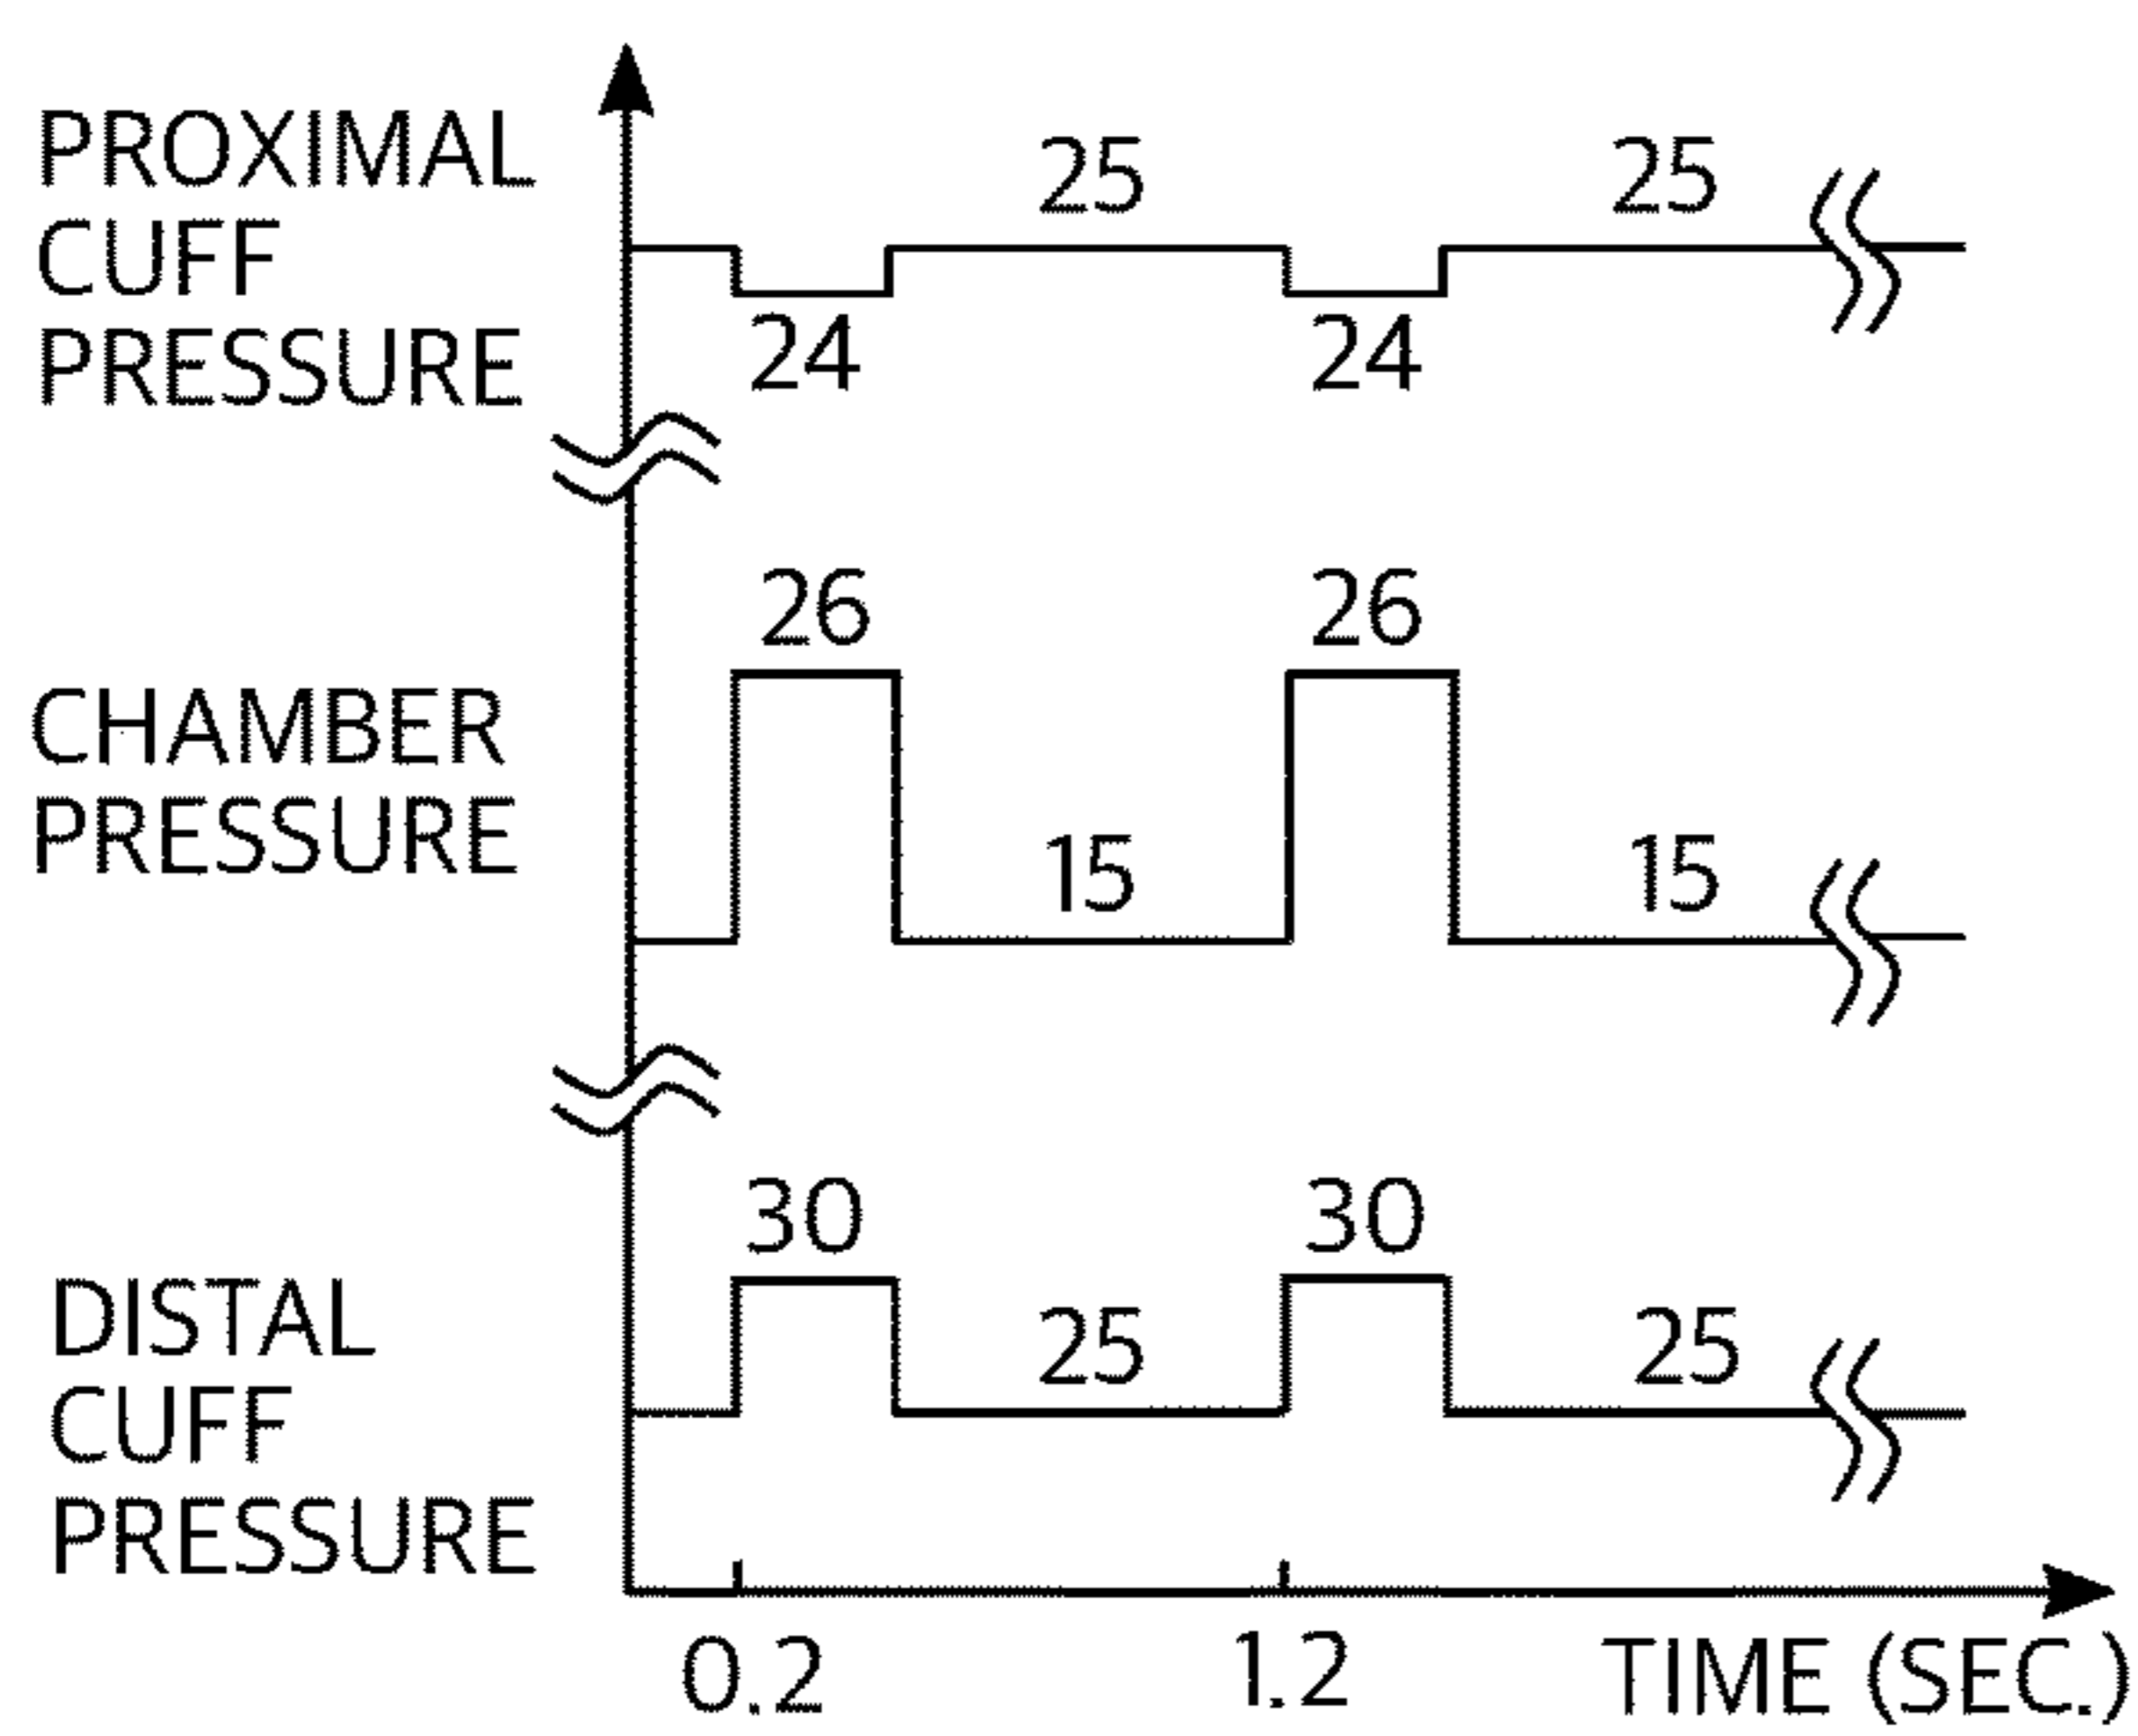 PROXIMAL
CUFF
PRESSURE
25 25
24 24
CHAMBER
PRESSURE
26 26
15 15
DISTAL
CUFF
PRESSURE
30 30
25 25
0.2 1.2 TIME (SEC.)